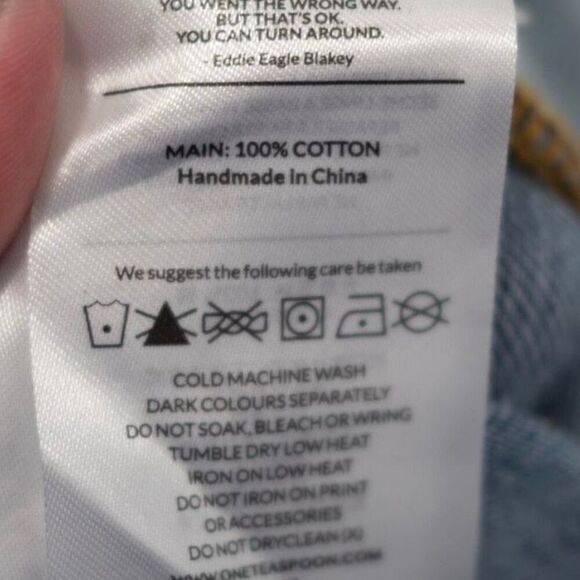 YOU WENT THE WRONG WAY.
BUT THAT'S OK.
YOU CAN TURN AROUND.
- Eddie Eagle Blakey
MAIN: 100% COTTON
Handmade in China
We suggest the following care be taken
COLD MACHINE WASH
DARK COLOURS SEPARATELY
DO NOT SOAK, BLEACH OR WRING
TUMBLE DRY LOW HEAT
IRON ON LOW HEAT
DO NOT IRON ON PRINT
OR ACCESSORIES
DO NOT DRYCLEAN (X)
WWW.ONETEASPOON.COM